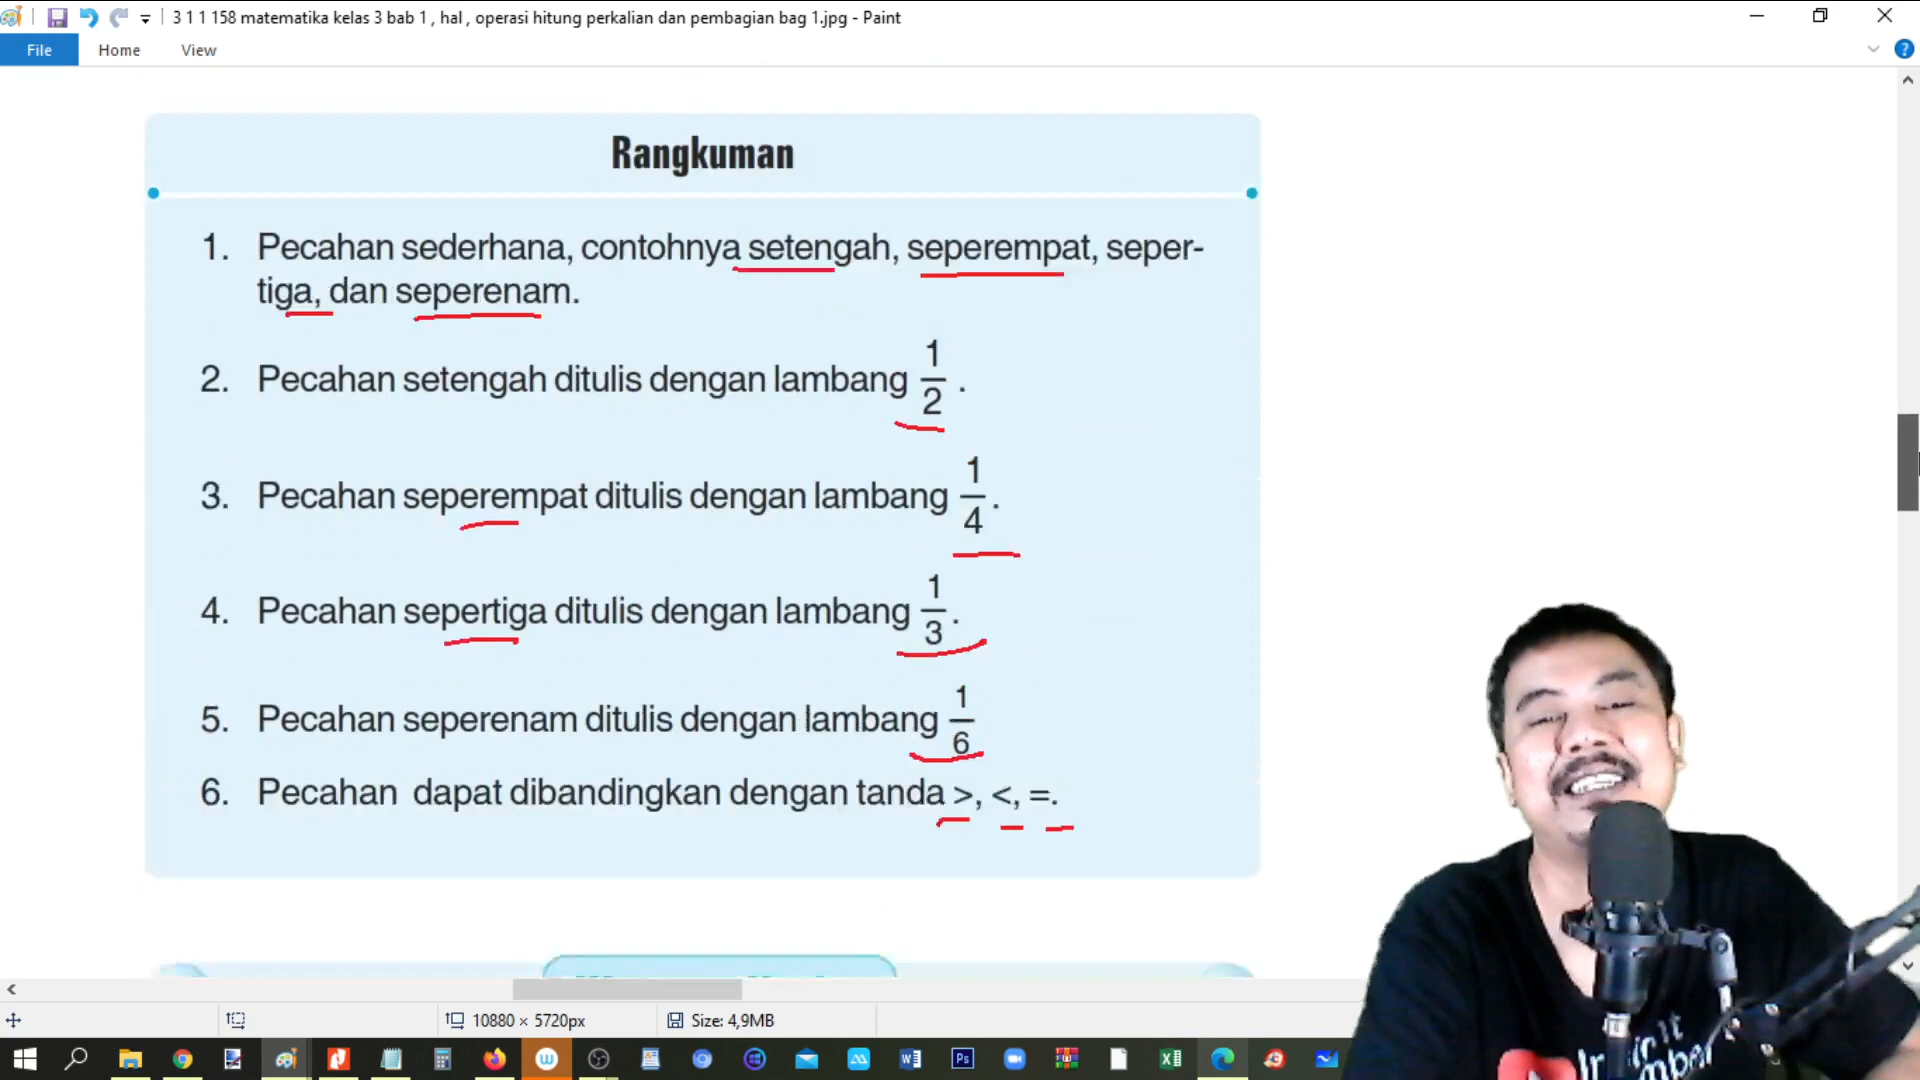 3 1 1 158 matematika kelas 3 bab 1 , hal , operasi hitung perkalian dan pembagian bag 1.jpg - Paint
File Home View
Rangkuman
1. Pecahan sederhana, contohnya setengah, seperempat, seper-
tiga, dan seperenam.
2. Pecahan setengah ditulis dengan lambang 1/2 .
3. Pecahan seperempat ditulis dengan lambang 1/4 .
4. Pecahan sepertiga ditulis dengan lambang 1/3 .
5. Pecahan seperenam ditulis dengan lambang 1/6
6. Pecahan dapat dibandingkan dengan tanda >, <, =.
10880 × 5720px Size: 4,9MB